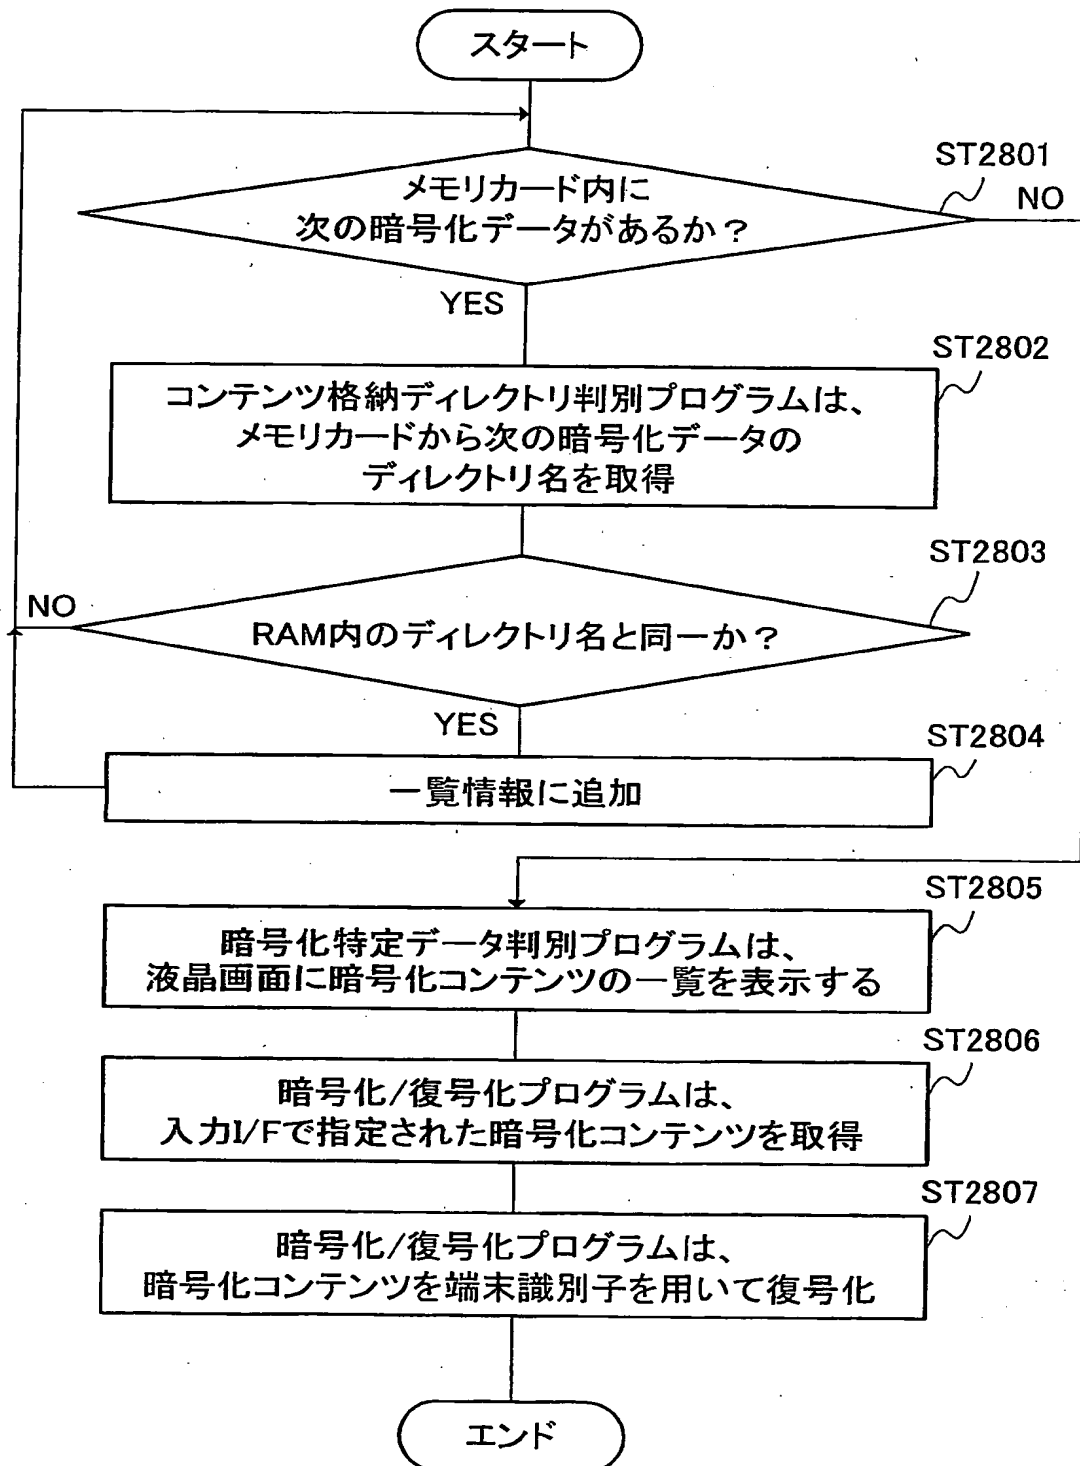 スタート
ST2801
メモリカード内に
次の暗号化データがあるか？
NO
YES
ST2802
コンテンツ格納ディレクトリ判別プログラムは、
メモリカードから次の暗号化データの
ディレクトリ名を取得
ST2803
NO
RAM内のディレクトリ名と同一か？
YES
ST2804
一覧情報に追加
ST2805
暗号化特定データ判別プログラムは、
液晶画面に暗号化コンテンツの一覧を表示する
ST2806
暗号化/復号化プログラムは、
入力I/Fで指定された暗号化コンテンツを取得
ST2807
暗号化/復号化プログラムは、
暗号化コンテンツを端末識別子を用いて復号化
エンド